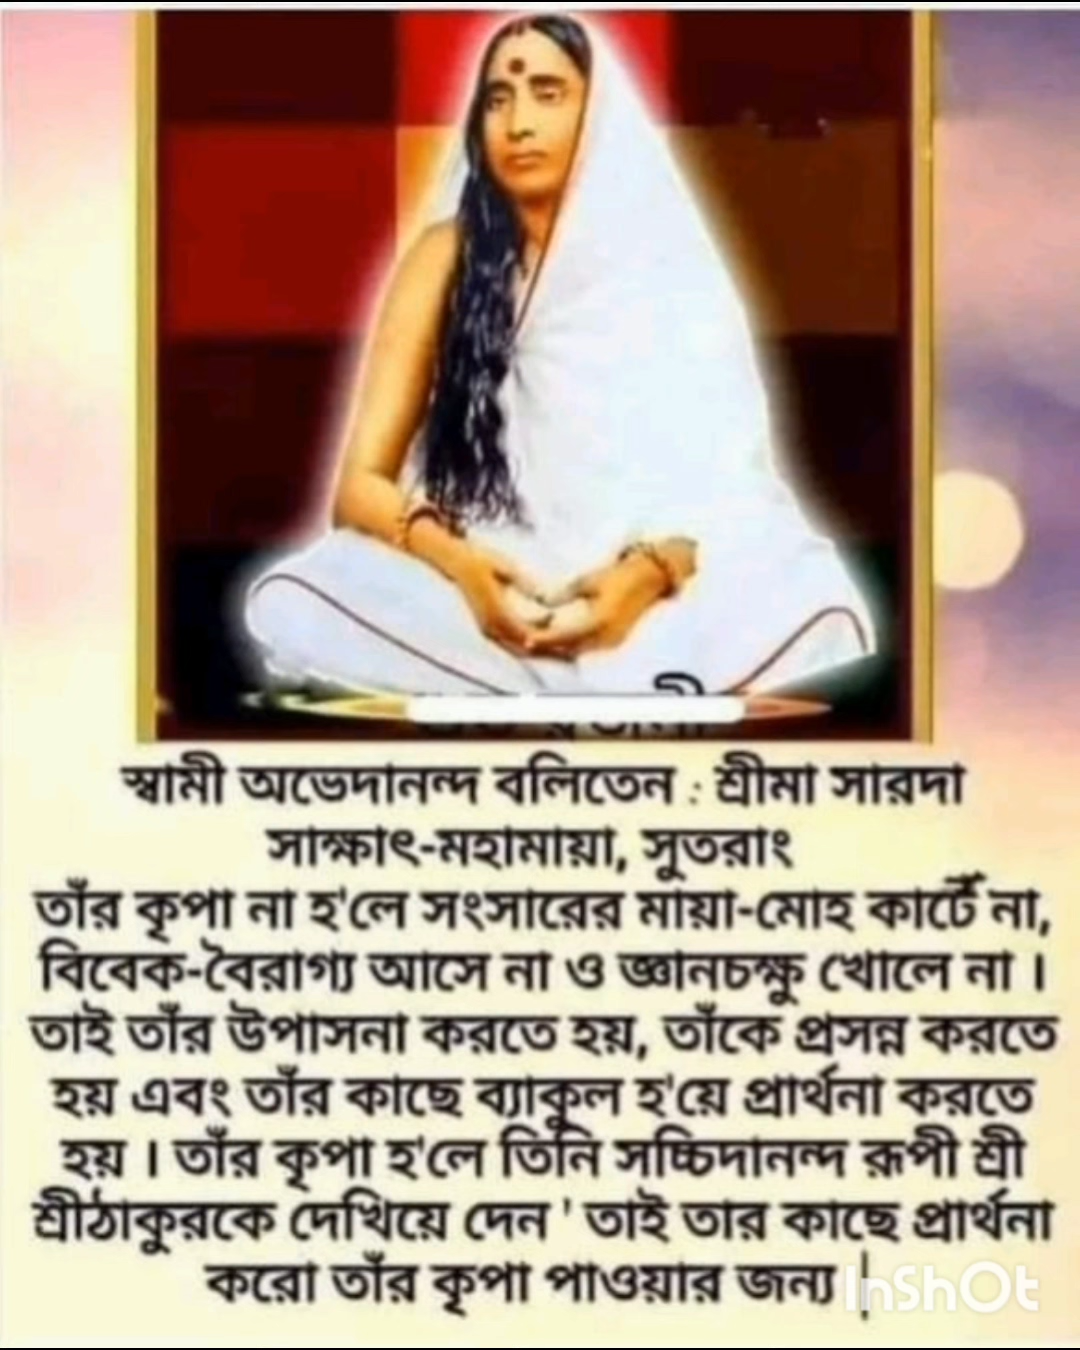 স্বামী অভেদানন্দ বলিতেন : শ্রীমা সারদা
সাক্ষাৎ-মহামায়া, সুতরাং
তাঁর কৃপা না হ'লে সংসারের মায়া-মোহ কার্টেঁ না,
বিবেক-বৈরাগ্য আসে না ও জ্ঞানচক্ষু খোলে না ।
তাই তাঁর উপাসনা করতে হয়, তাঁকে প্রসন্ন করতে
হয় এবং তাঁর কাছে ব্যাকুল হ'য়ে প্রার্থনা করতে
হয় । তাঁর কৃপা হ'লে তিনি সচ্চিদানন্দ রূপী শ্রী
শ্রীঠাকুরকে দেখিয়ে দেন ' তাই তার কাছে প্রার্থনা
করো তাঁর কৃপা পাওয়ার জন্য |
InShOt